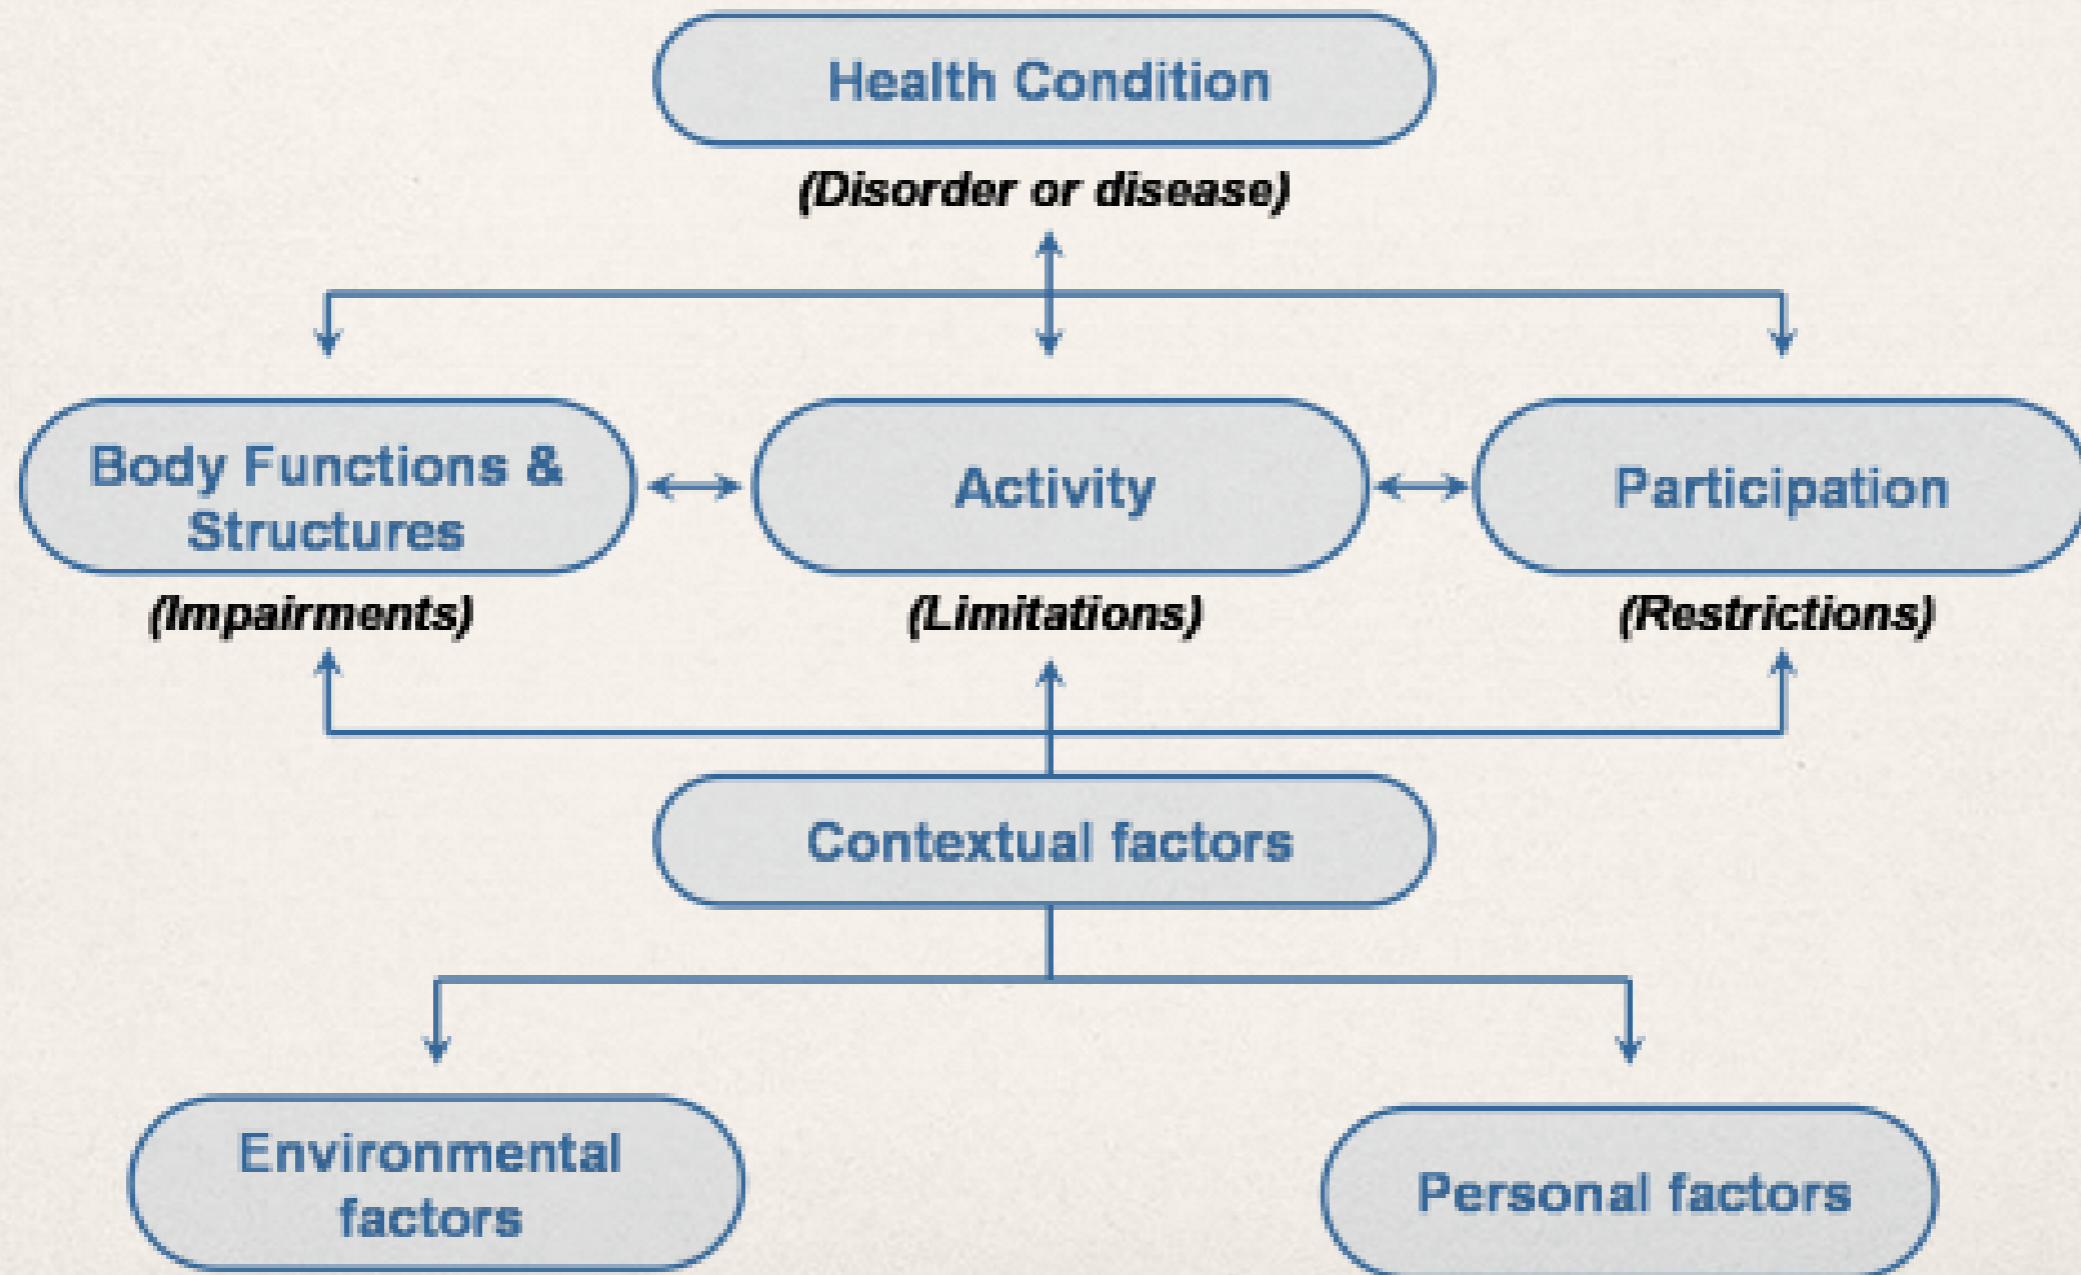 Health Condition
(Disorder or disease)
Body Functions &
Structures
Activity
Participation
(Impairments)
(Limitations)
(Restrictions)
Contextual factors
Environmental
factors
Personal factors